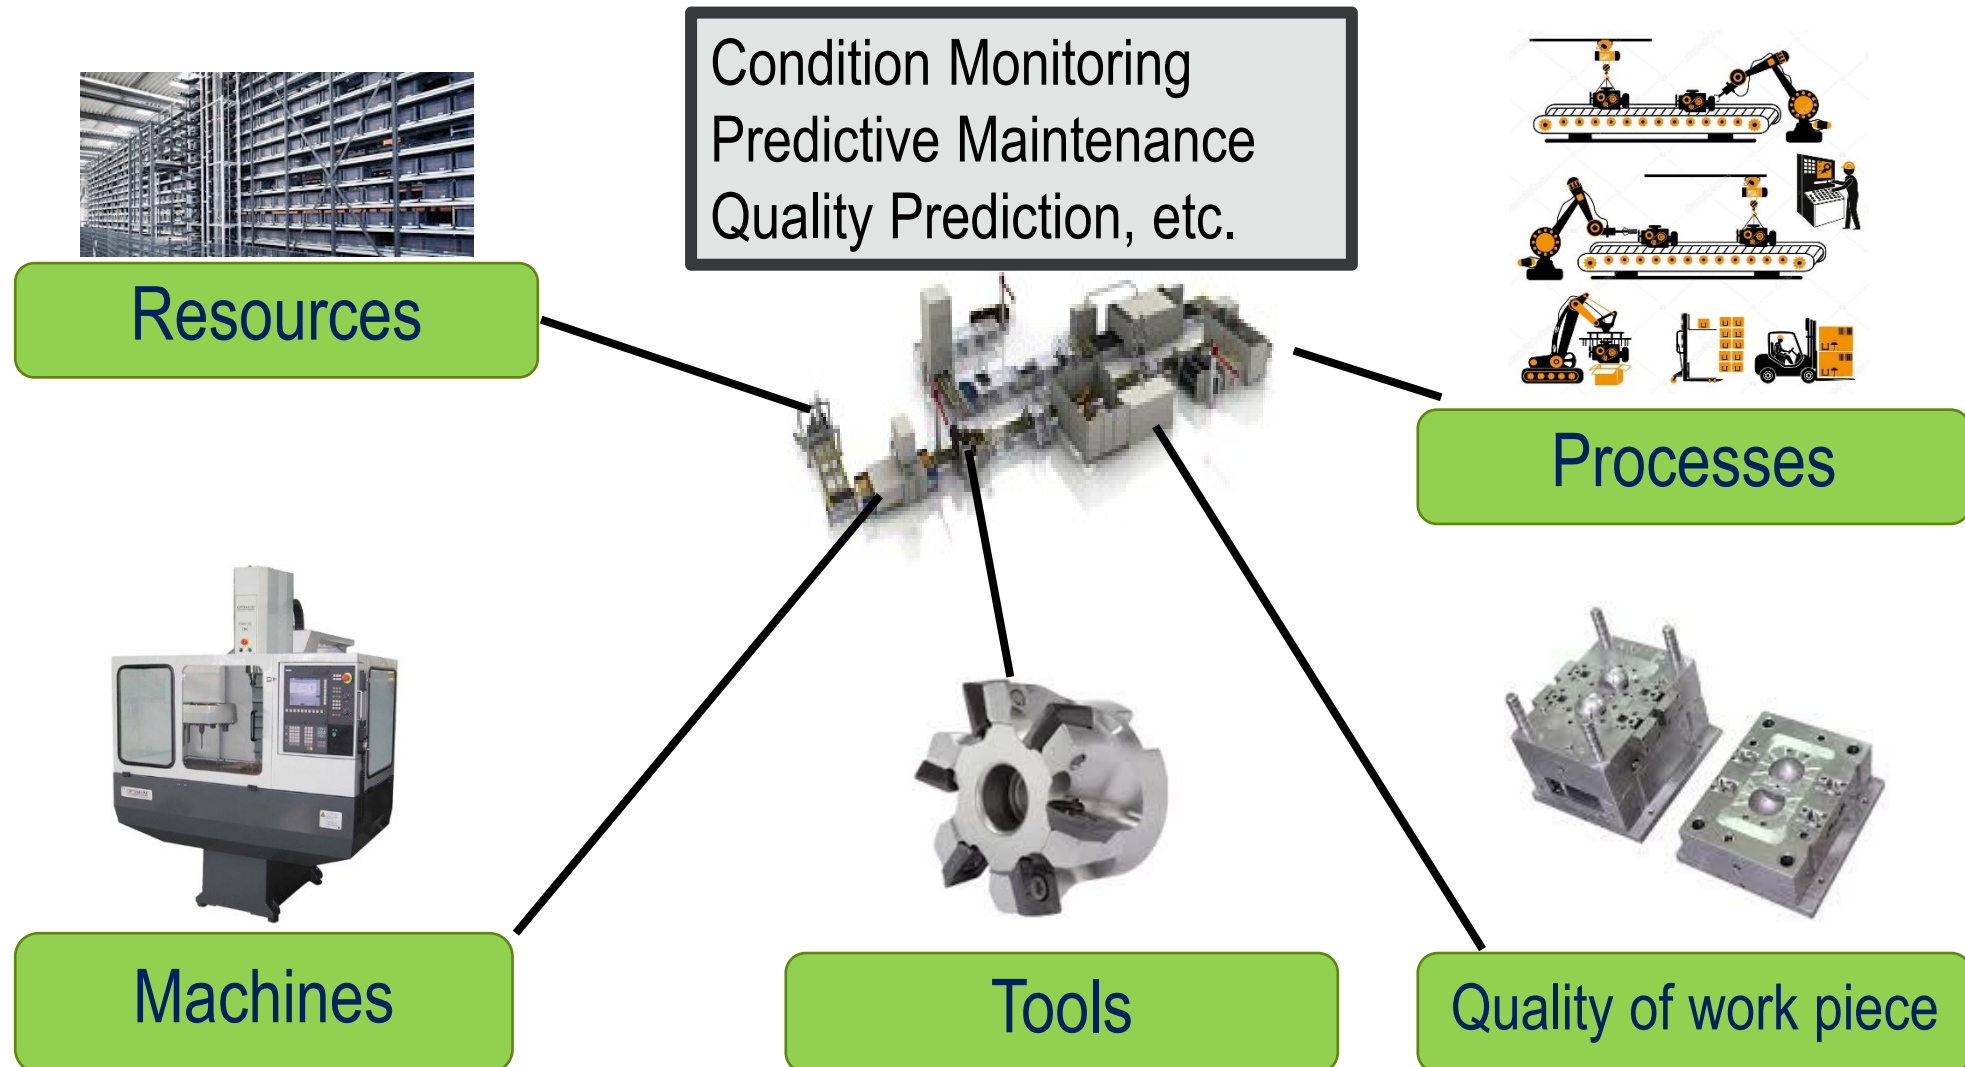 Condition Monitoring
Predictive Maintenance
Quality Prediction, etc.
Resources
Processes
Machines
Tools
Quality of work piece